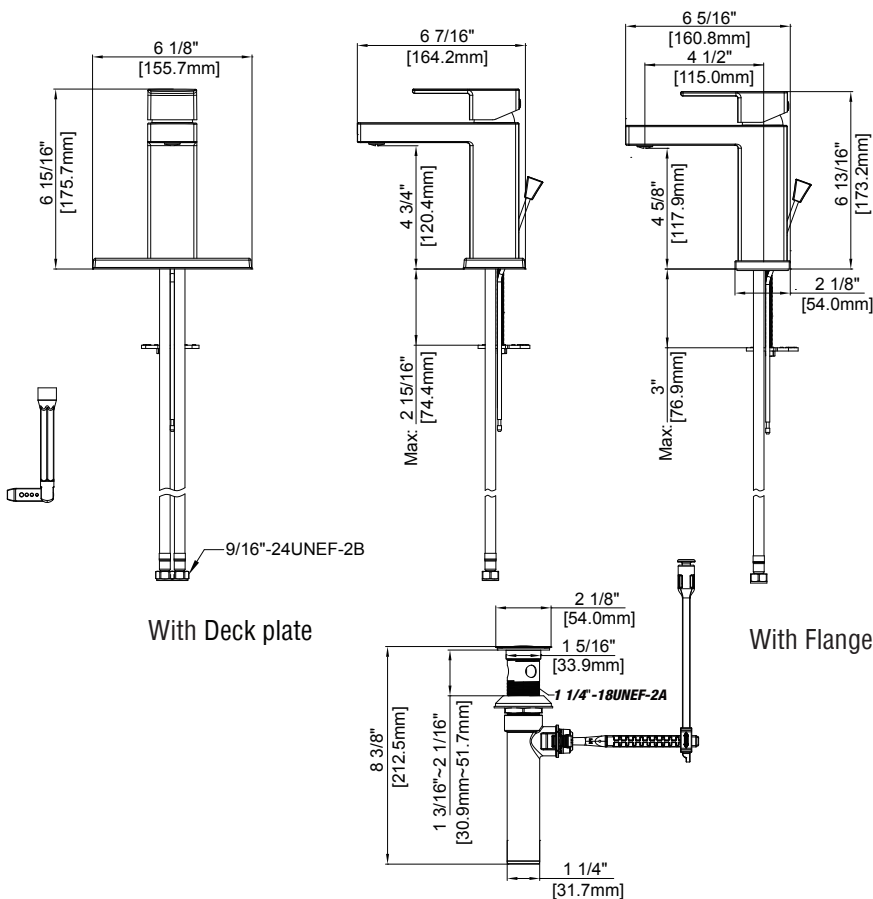 6 1/8"
[155.7mm]
6 15/16"
[175.7mm]
6 7/16"
[164.2mm]
4 3/4"
[120.4mm]
Max: 2 15/16"
[74.4mm]
6 5/16"
[160.8mm]
4 1/2"
[115.0mm]
4 5/8"
[117.9mm]
6 13/16"
[173.2mm]
2 1/8"
[54.0mm]
Max: 3"
[76.9mm]
9/16"-24UNEF-2B
With Deck plate
With Flange
2 1/8"
[54.0mm]
1 5/16"
[33.9mm]
1 1/4"-18UNEF-2A
8 3/8"
[212.5mm]
1 3/16"~2 1/16"
[30.9mm~51.7mm]
1 1/4"
[31.7mm]